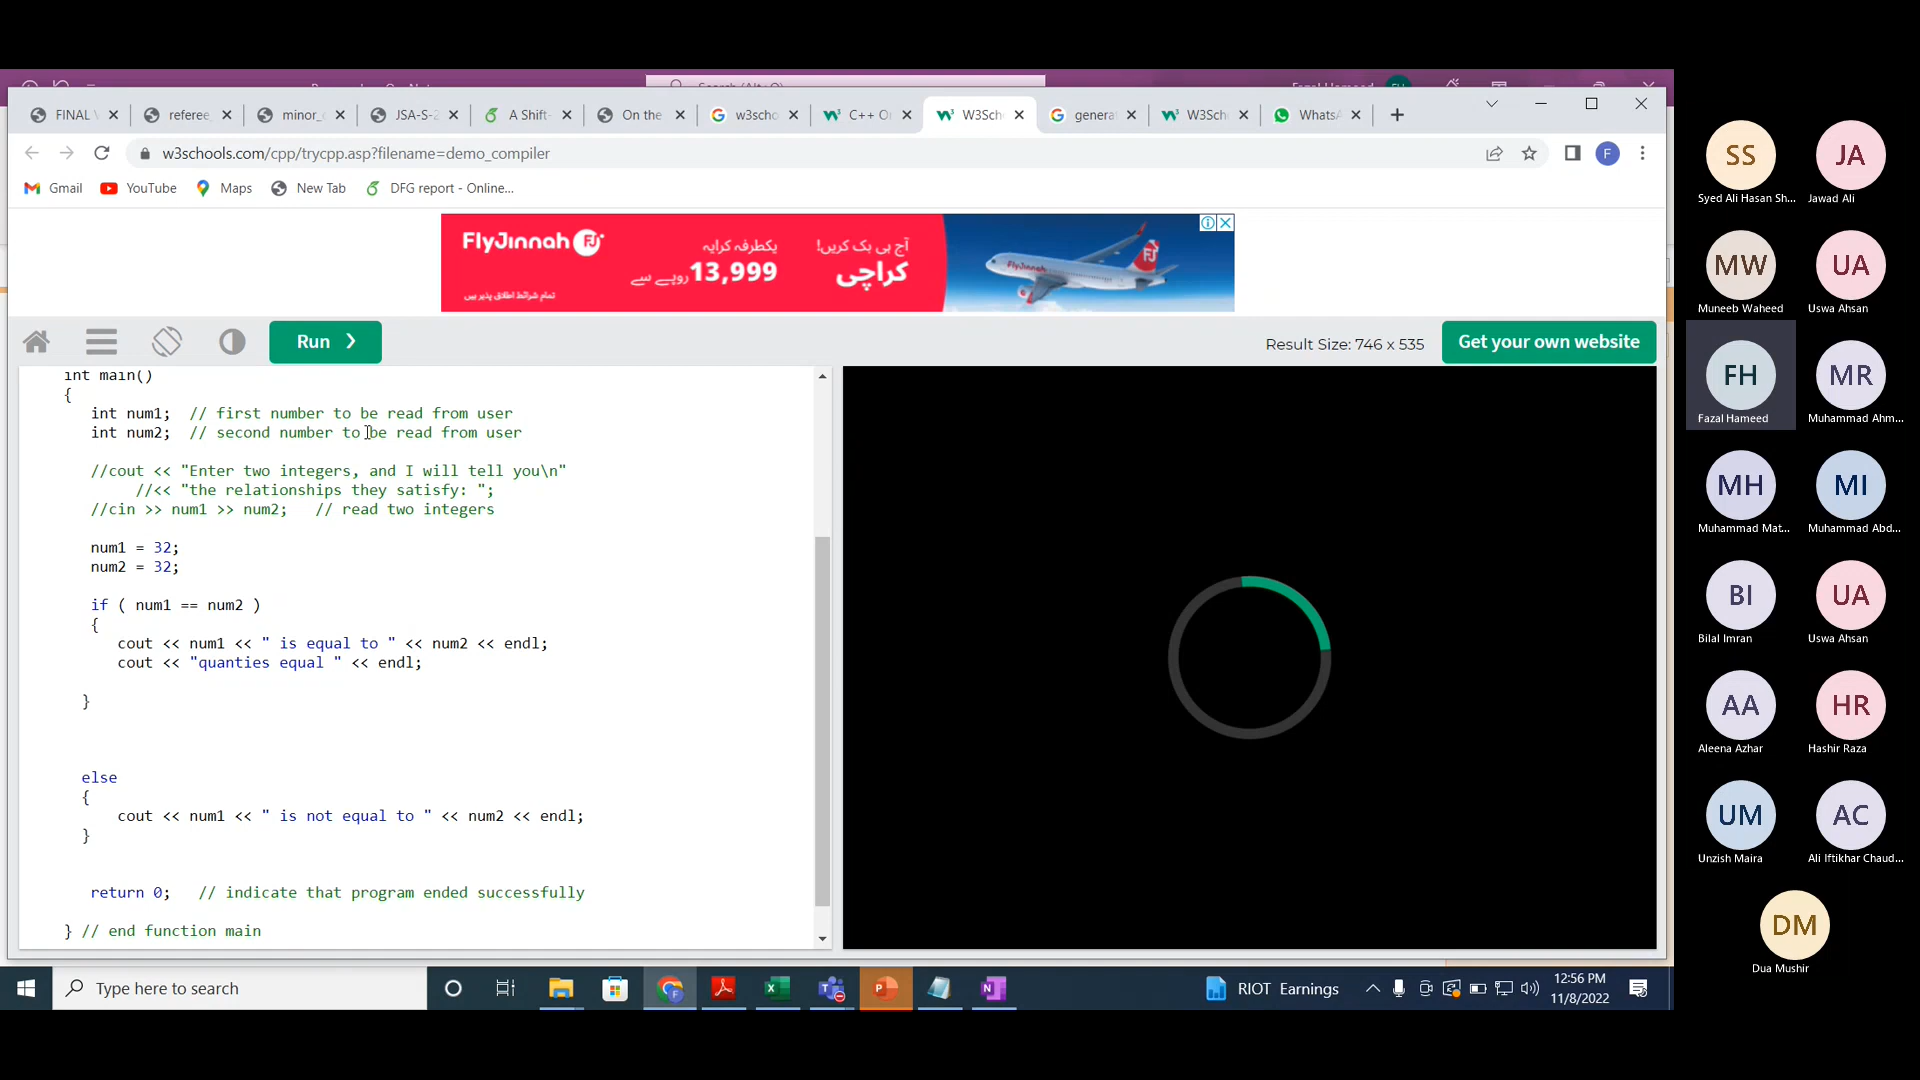 FINAL
referee
minor_
JSA-S-2
A Shift-
On the
w3scho
C++ O
W3Sch
genera
W3Sch
Whats
w3schools.com/cpp/trycpp.asp?filename=demo_compiler
F
Gmail
YouTube
Maps
New Tab
DFG report - Online...
FlyJinnah FJ
یکطرفہ کرایہ
13,999 روپے سے
تمام شرائط اطلاق پذیر ہیں
آج ہی بک کریں!
کراچی
FlyJinnah
Run ❯
Result Size: 746 x 535
Get your own website
int main()
{
int num1; // first number to be read from user
int num2; // second number to be read from user
//cout << "Enter two integers, and I will tell you\n"
//<< "the relationships they satisfy: ";
//cin >> num1 >> num2; // read two integers
num1 = 32;
num2 = 32;
if ( num1 == num2 )
{
cout << num1 << " is equal to " << num2 << endl;
cout << "quanties equal " << endl;
}
else
{
cout << num1 << " is not equal to " << num2 << endl;
}
return 0; // indicate that program ended successfully
} // end function main
Type here to search
RIOT Earnings
12:56 PM
11/8/2022
SS
Syed Ali Hasan Sh...
JA
Jawad Ali
MW
Muneeb Waheed
UA
Uswa Ahsan
FH
Fazal Hameed
MR
Muhammad Ahm...
MH
Muhammad Mat...
MI
Muhammad Abd...
BI
Bilal Imran
UA
Uswa Ahsan
AA
Aleena Azhar
HR
Hashir Raza
UM
Unzish Maira
AC
Ali Iftikhar Chaud...
DM
Dua Mushir